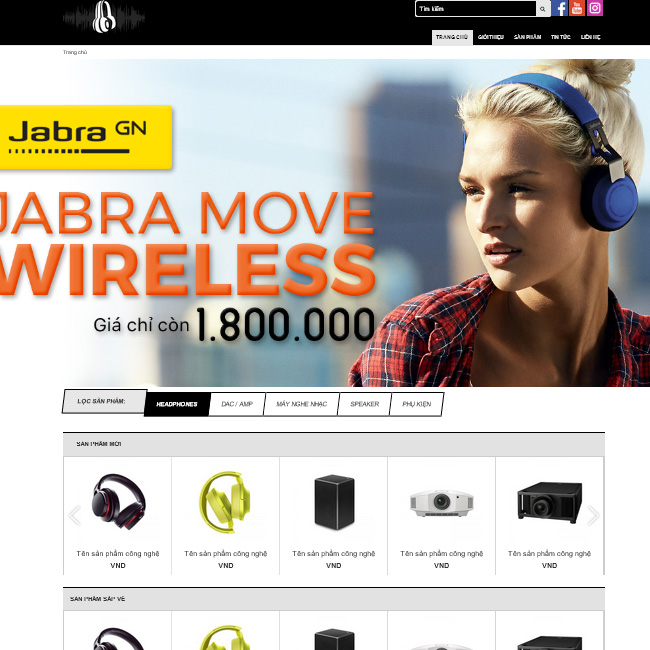 Tìm kiếm
You Tube
TRANG CHỦ GIỚI THIỆU SẢN PHẨM TIN TỨC LIÊN HỆ
Trang chủ
Jabra GN
JABRA MOVE
WIRELESS
Giá chỉ còn 1.800.000
LỌC SẢN PHẨM: HEADPHONES DAC / AMP MÁY NGHE NHẠC SPEAKER PHỤ KIỆN
SẢN PHẨM MỚI
Tên sản phẩm công nghệ Tên sản phẩm công nghệ Tên sản phẩm công nghệ Tên sản phẩm công nghệ Tên sản phẩm công nghệ
VND VND VND VND VND
SẢN PHẨM SẮP VỀ